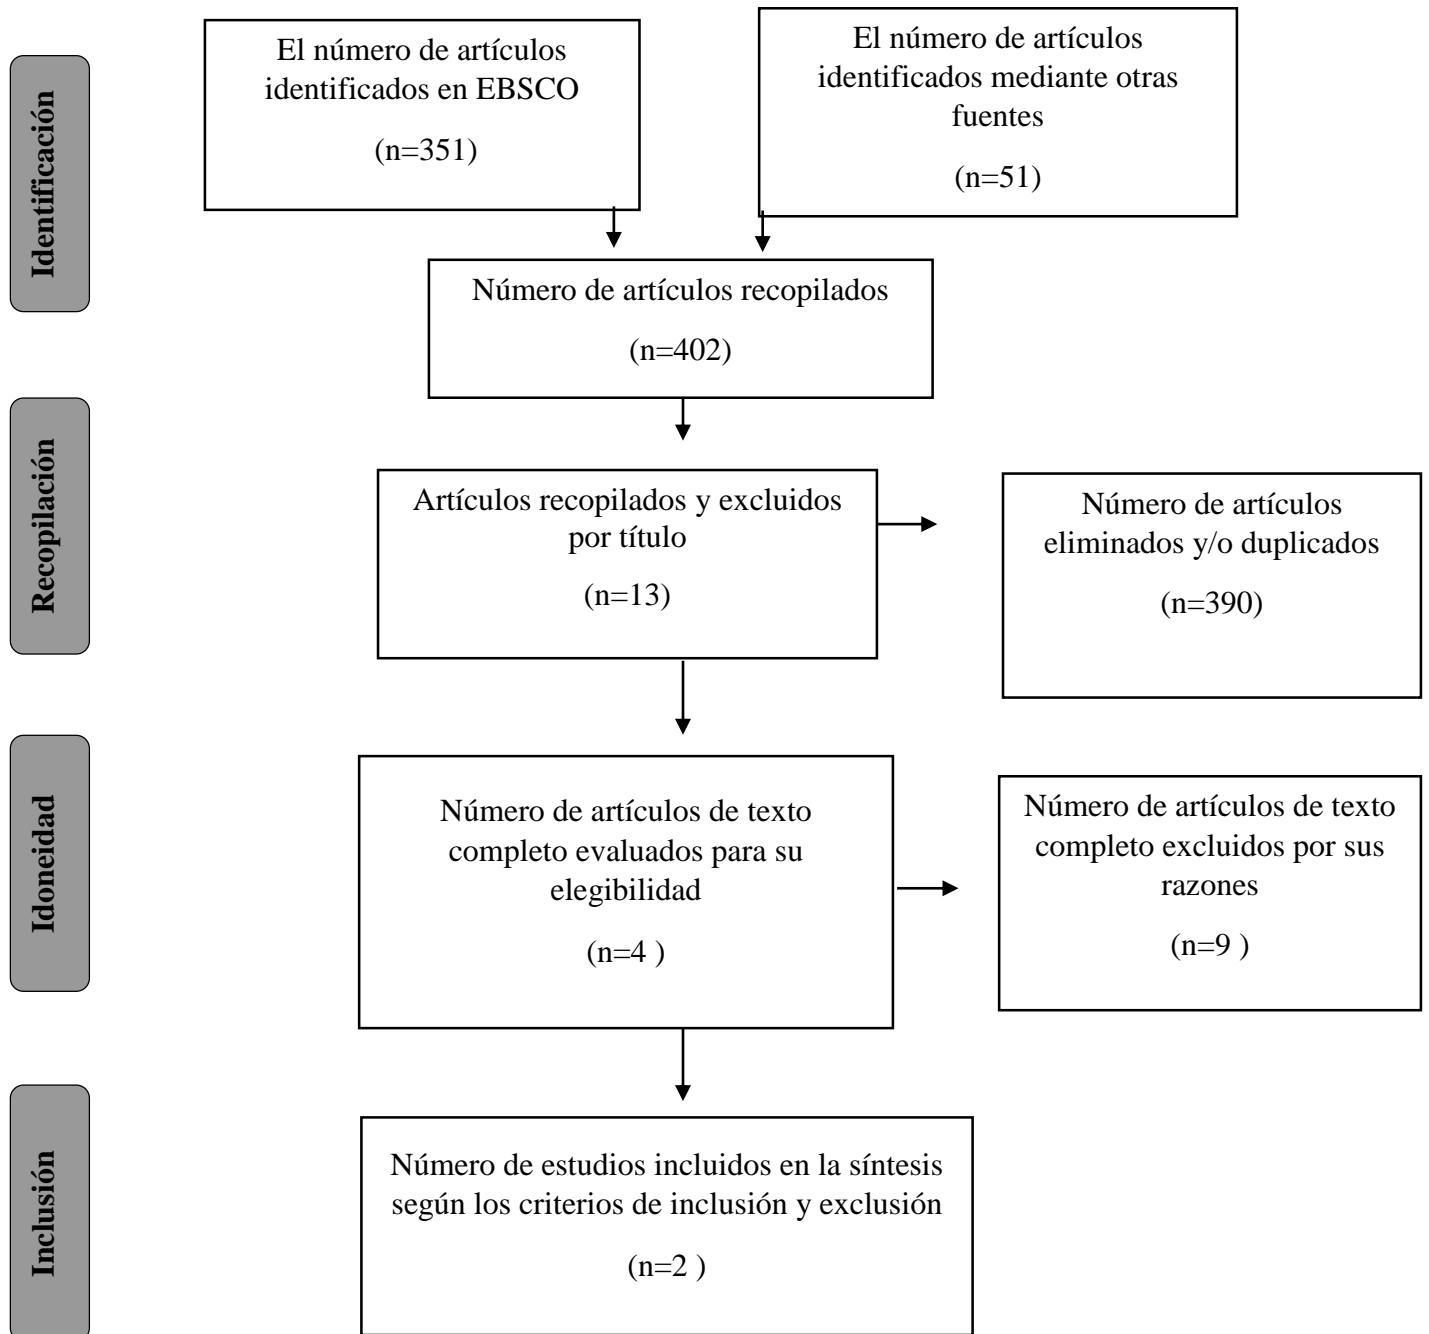 Identificación
El número de artículos
identificados en EBSCO
(n=351)
El número de artículos
identificados mediante otras
fuentes
(n=51)
Número de artículos recopilados
(n=402)
Recopilación
Artículos recopilados y excluidos
por título
(n=13)
Número de artículos
eliminados y/o duplicados
(n=390)
Idoneidad
Número de artículos de texto
completo evaluados para su
elegibilidad
(n=4 )
Número de artículos de texto
completo excluidos por sus
razones
(n=9 )
Inclusión
Número de estudios incluidos en la síntesis
según los criterios de inclusión y exclusión
(n=2 )